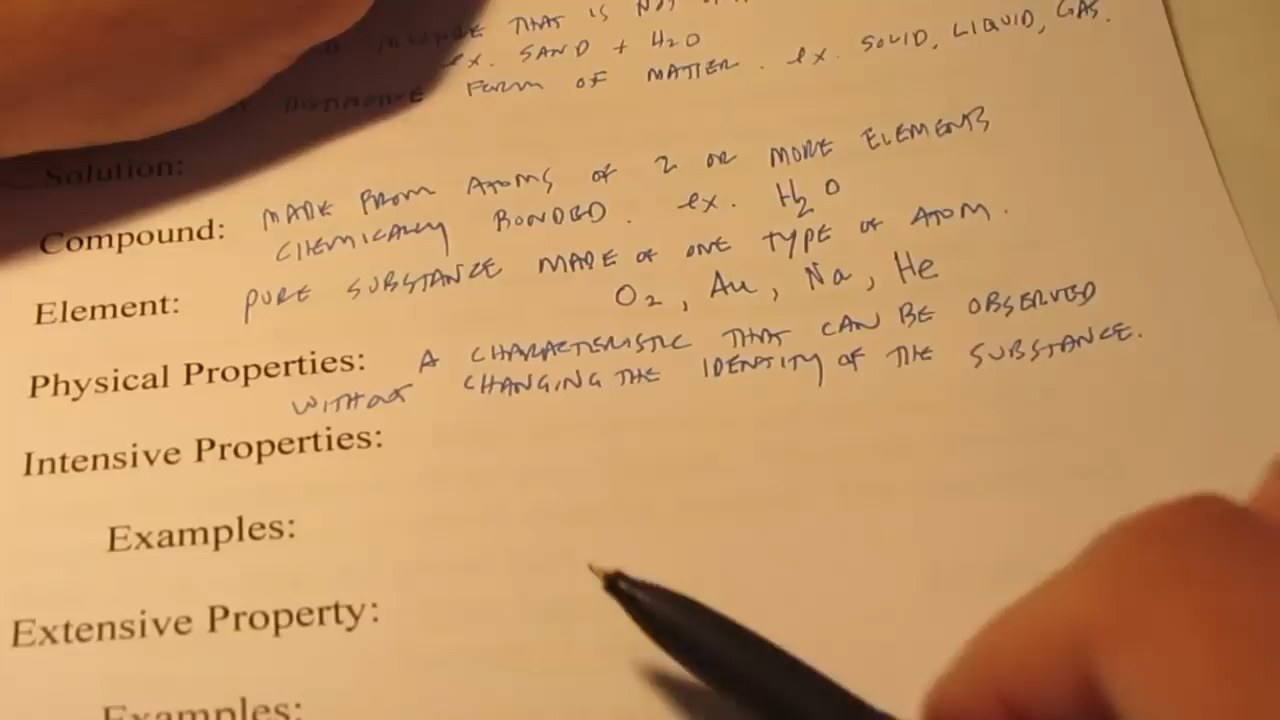 THAT IS
ex. SAND + H2O
FORM OF MATTER. ex. SOLID, LIQUID, GAS.
Solution:
MADE FROM ATOMS OF 2 OR MORE ELEMENTS
Compound: CHEMICALLY BONDED. ex. H2O
Element: PURE SUBSTANCE MADE OF ONE TYPE OF ATOM.
O2, Au, Na, He
Physical Properties: A CHARACTERISTIC THAT CAN BE OBSERVED
WITHOUT CHANGING THE IDENTITY OF THE SUBSTANCE.
Intensive Properties:
Examples:
Extensive Property:
Examples: